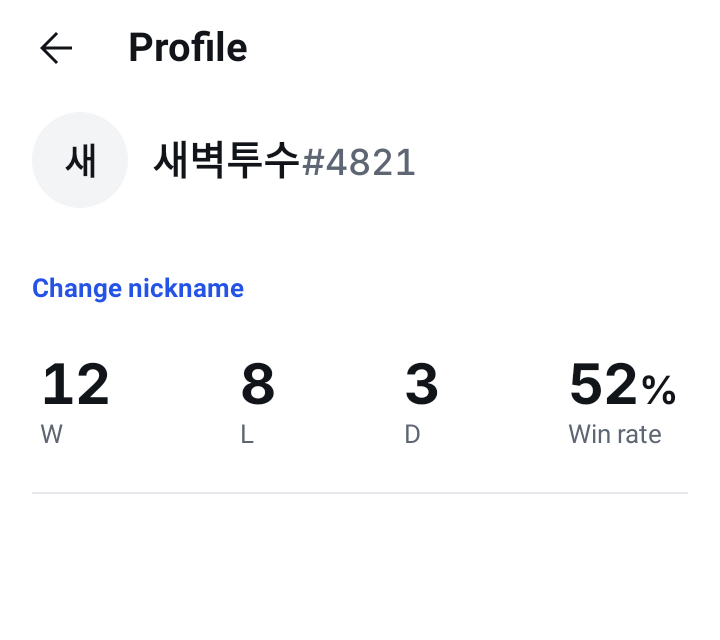 Profile
새
새벽투수#4821
Change nickname
12 8 3 52%
W L D Win rate